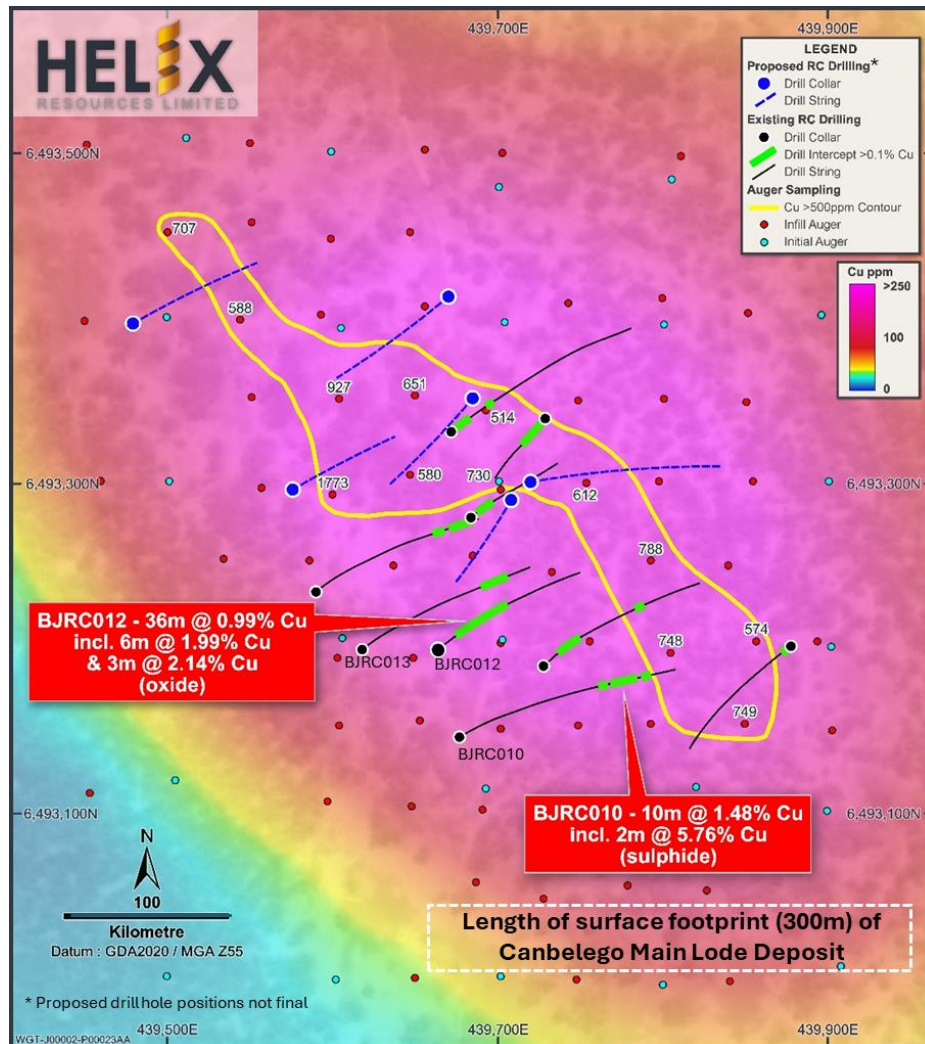 439,700E
439,900E
HELIX
RESOURCES LIMITED
LEGEND
Proposed RC Drilling*
Drill Collar
Drill String
Existing RC Drilling
Drill Collar
Drill Intercept >0.1% Cu
Drill String
Auger Sampling
Cu >500ppm Contour
Infill Auger
Initial Auger
Cu ppm
>250
100
0
6,493,500N
707
588
927
651
514
1773
580
730
612
6,493,300N
6,493,300N
788
748
574
749
BJRC012 - 36m @ 0.99% Cu
incl. 6m @ 1.99% Cu
& 3m @ 2.14% Cu
(oxide)
BJRC013
BJRC012
BJRC010
BJRC010 - 10m @ 1.48% Cu
incl. 2m @ 5.76% Cu
(sulphide)
6,493,100N
6,493,100N
N
100
Kilometre
Datum : GDA2020 / MGA Z55
Length of surface footprint (300m) of
Canbelego Main Lode Deposit
* Proposed drill hole positions not final
WGT-J00002-P00023AA
439,500E
439,700E
439,900E